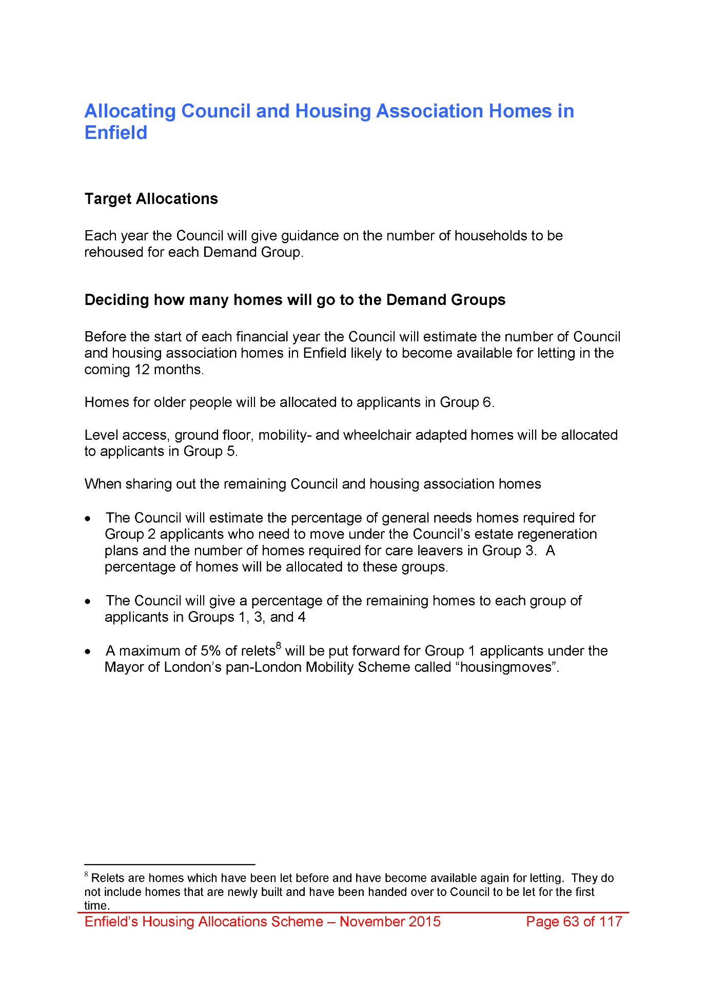 Allocating Council and Housing Association Homes in
Enfield
Target Allocations
Each year the Council will give guidance on the number of households to be
rehoused for each Demand Group.
Deciding how many homes will go to the Demand Groups
Before the start of each financial year the Council will estimate the number of Council
and housing association homes in Enfield likely to become available for letting in the
coming 12 months.
Homes for older people will be allocated to applicants in Group 6.
Level access, ground floor, mobility- and wheelchair adapted homes will be allocated
to applicants in Group 5.
When sharing out the remaining Council and housing association homes
• The Council will estimate the percentage of general needs homes required for
Group 2 applicants who need to move under the Council’s estate regeneration
plans and the number of homes required for care leavers in Group 3. A
percentage of homes will be allocated to these groups.
• The Council will give a percentage of the remaining homes to each group of
applicants in Groups 1, 3, and 4
• A maximum of 5% of relets8 will be put forward for Group 1 applicants under the
Mayor of London’s pan-London Mobility Scheme called “housingmoves”.
8 Relets are homes which have been let before and have become available again for letting. They do
not include homes that are newly built and have been handed over to Council to be let for the first
time.
Enfield’s Housing Allocations Scheme – November 2015 Page 63 of 117